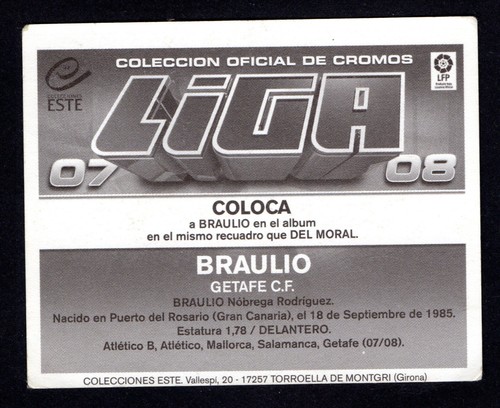 COLECCION OFICIAL DE CROMOS
COLECCIONES
ESTE
LFP
LiGA
07 08
COLOCA
a BRAULIO en el album
en el mismo recuadro que DEL MORAL.
BRAULIO
GETAFE C.F.
BRAULIO Nóbrega Rodríguez.
Nacido en Puerto del Rosario (Gran Canaria), el 18 de Septiembre de 1985.
Estatura 1,78 / DELANTERO.
Atlético B, Atlético, Mallorca, Salamanca, Getafe (07/08).
COLECCIONES ESTE. Vallespi, 20 - 17257 TORROELLA DE MONTGRI (Girona)